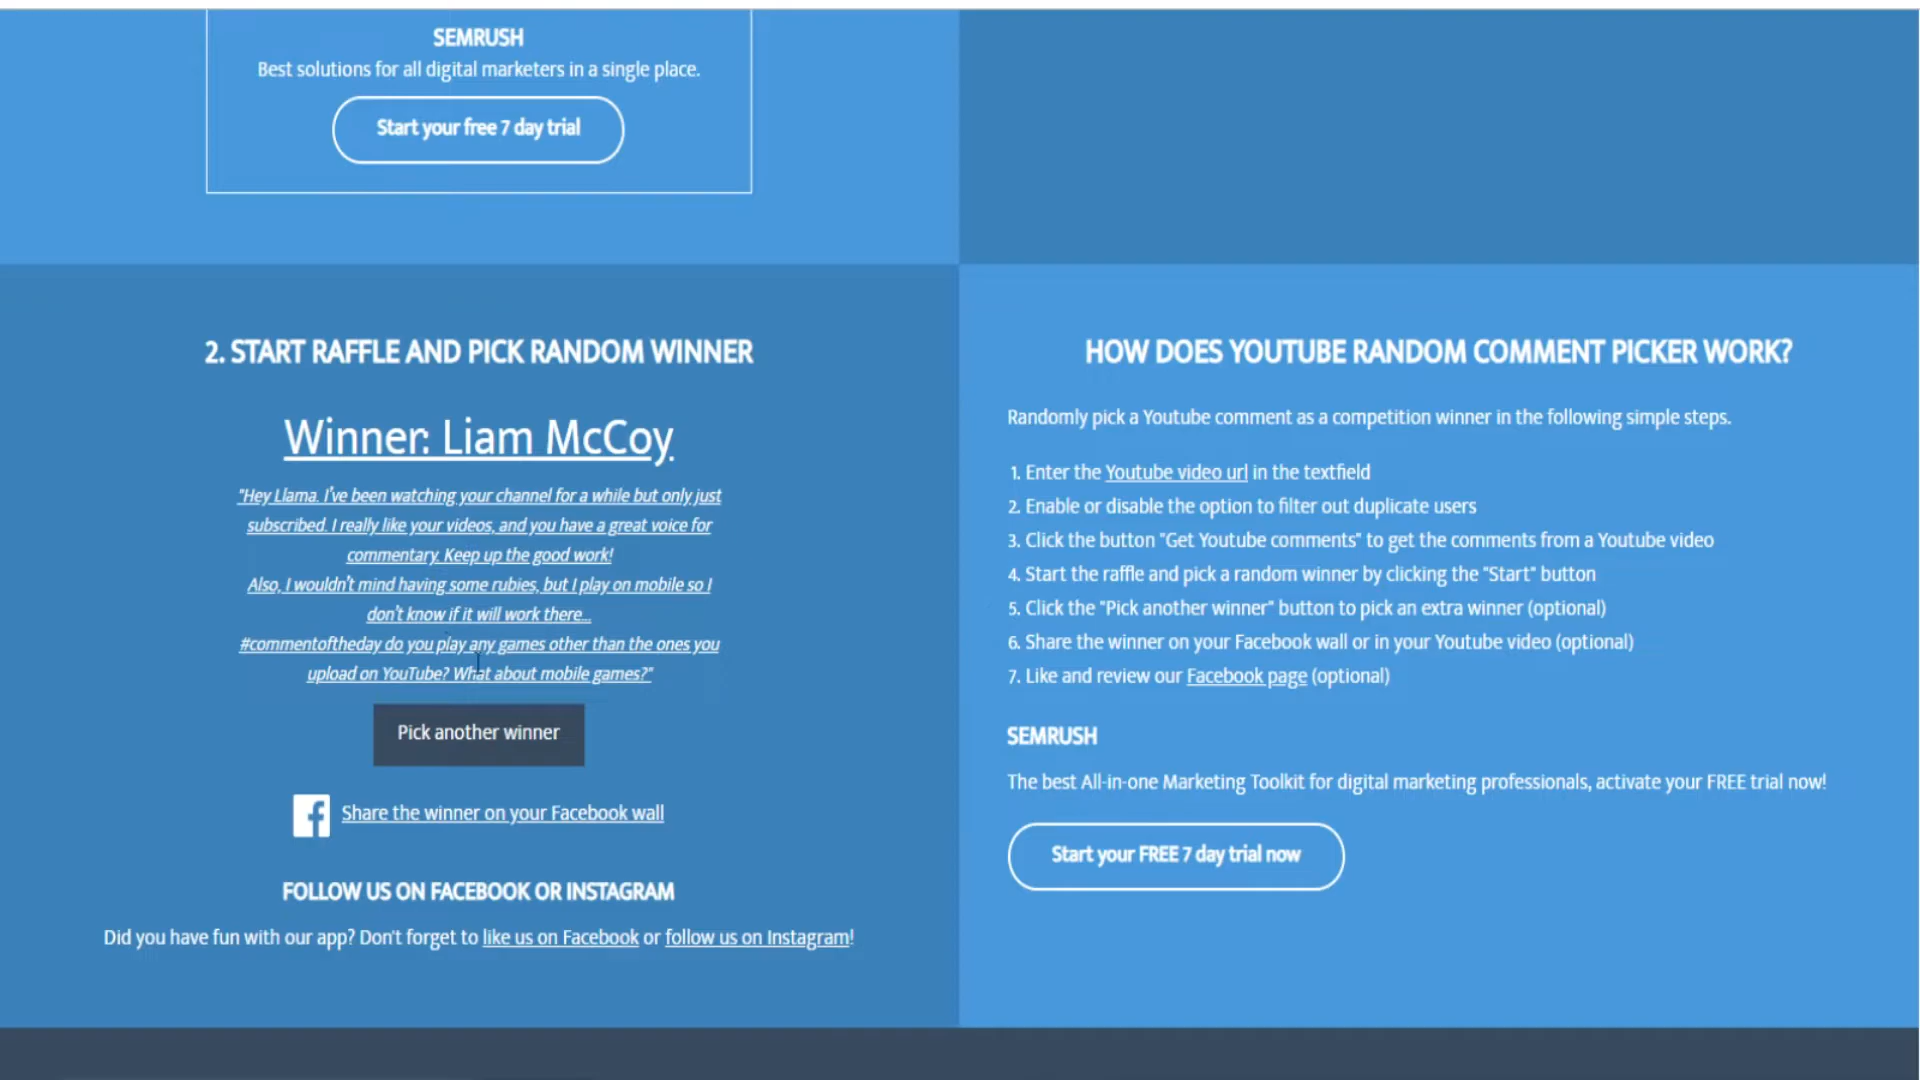 SEMRUSH
Best solutions for all digital marketers in a single place.
Start your free 7 day trial
2. START RAFFLE AND PICK RANDOM WINNER
Winner: Liam McCoy
"Hey Llama. I've been watching your channel for a while but only just
subscribed. I really like your videos, and you have a great voice for
commentary. Keep up the good work!
Also, I wouldn't mind having some rubies, but I play on mobile so I
don't know if it will work there...
#commentoftheday do you play any games other than the ones you
upload on YouTube? What about mobile games?"
Pick another winner
Share the winner on your Facebook wall
FOLLOW US ON FACEBOOK OR INSTAGRAM
Did you have fun with our app? Don't forget to like us on Facebook or follow us on Instagram!
HOW DOES YOUTUBE RANDOM COMMENT PICKER WORK?
Randomly pick a Youtube comment as a competition winner in the following simple steps.
1. Enter the Youtube video url in the textfield
2. Enable or disable the option to filter out duplicate users
3. Click the button "Get Youtube comments" to get the comments from a Youtube video
4. Start the raffle and pick a random winner by clicking the "Start" button
5. Click the "Pick another winner" button to pick an extra winner (optional)
6. Share the winner on your Facebook wall or in your Youtube video (optional)
7. Like and review our Facebook page (optional)
SEMRUSH
The best All-in-one Marketing Toolkit for digital marketing professionals, activate your FREE trial now!
Start your FREE 7 day trial now